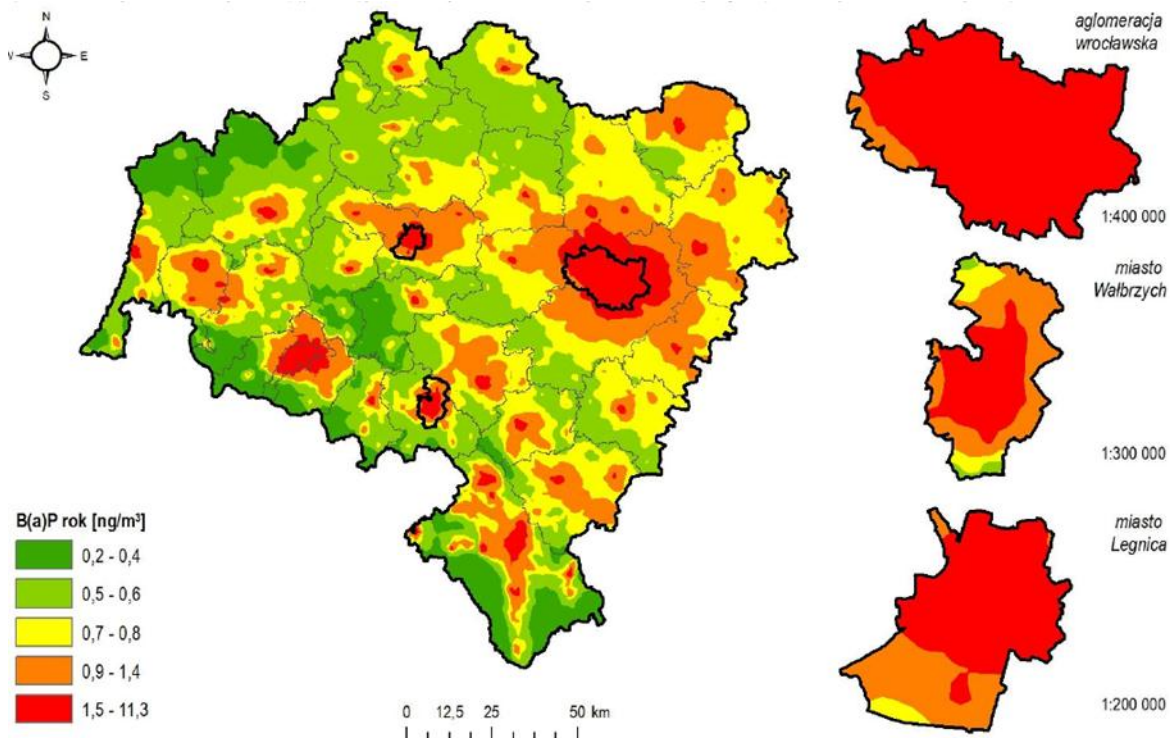 N
E
S
aglomeracja
wrocławska
1:400 000
miasto
Wałbrzych
1:300 000
miasto
Legnica
1:200 000
B(a)P rok [ng/m³]
0,2 - 0,4
0,5 - 0,6
0,7 - 0,8
0,9 - 1,4
1,5 - 11,3
0 12,5 25 50 km